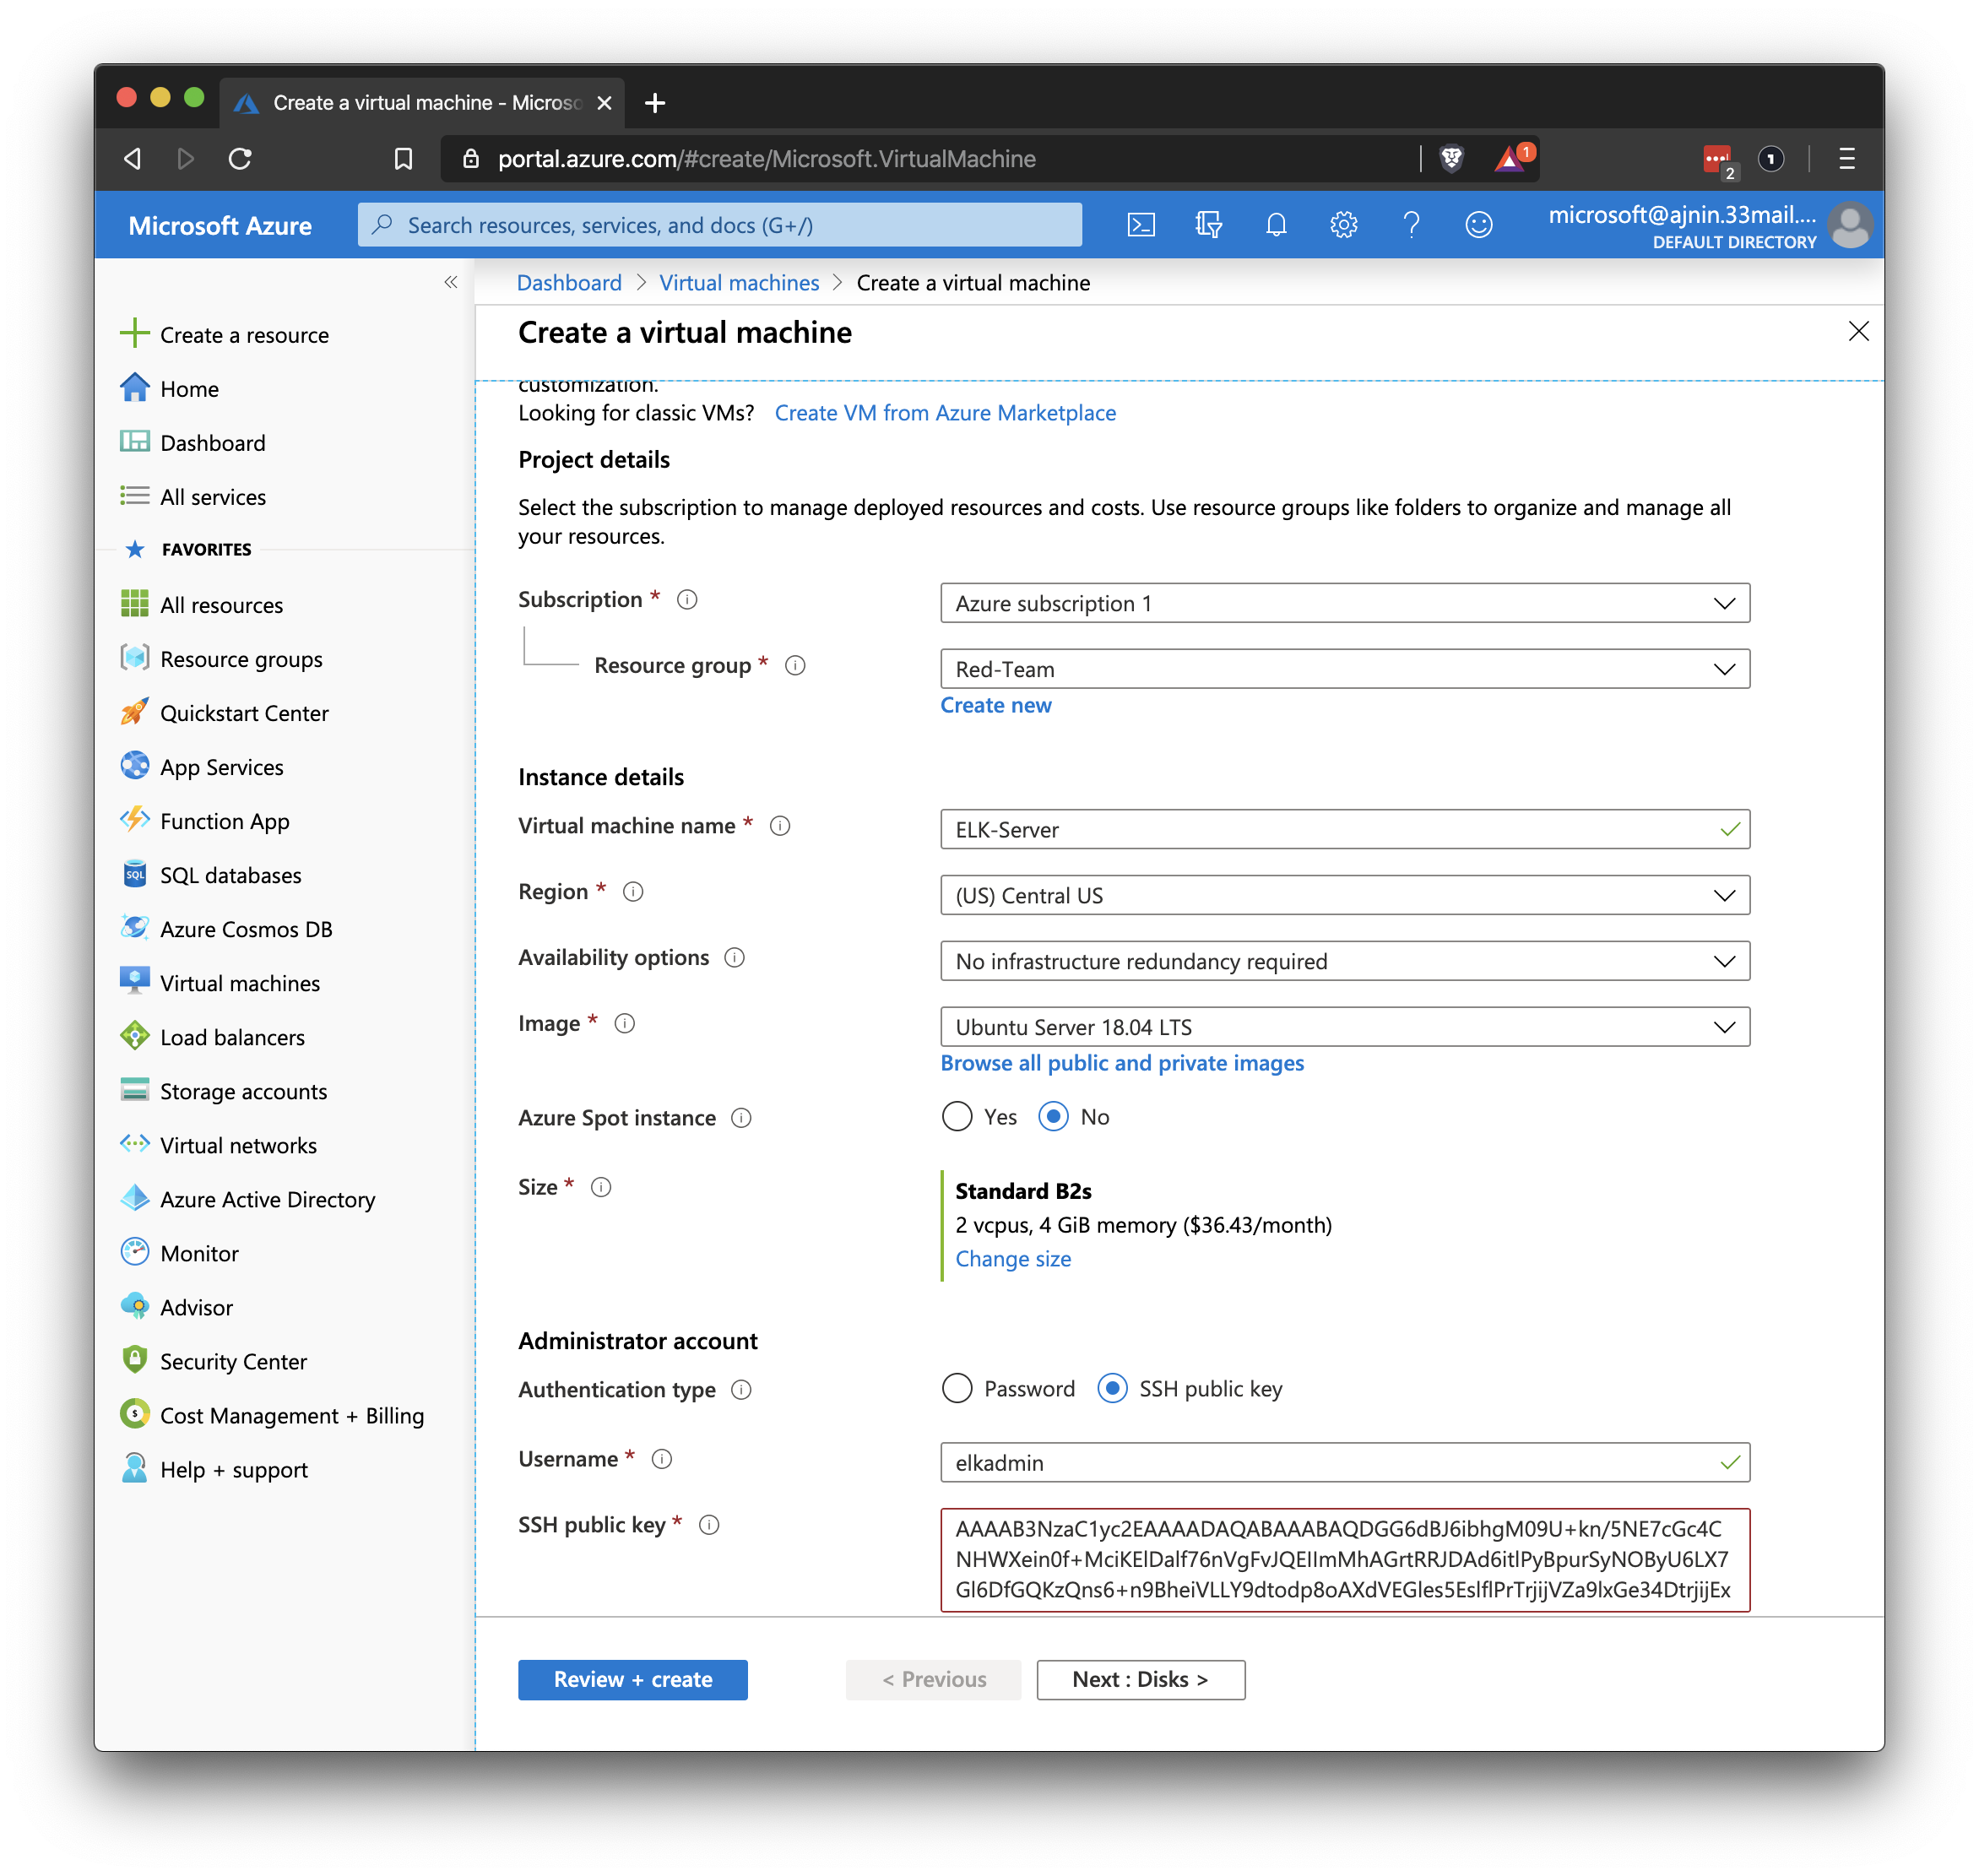 Create a virtual machine - Microso
portal.azure.com/#create/Microsoft.VirtualMachine
1
2
1
Microsoft Azure
Search resources, services, and docs (G+/)
microsoft@ajnin.33mail....
DEFAULT DIRECTORY
«
Create a resource
Home
Dashboard
All services
FAVORITES
All resources
Resource groups
Quickstart Center
App Services
Function App
SQL databases
Azure Cosmos DB
Virtual machines
Load balancers
Storage accounts
Virtual networks
Azure Active Directory
Monitor
Advisor
Security Center
Cost Management + Billing
Help + support
Dashboard > Virtual machines > Create a virtual machine
Create a virtual machine
customization.
Looking for classic VMs? Create VM from Azure Marketplace
Project details
Select the subscription to manage deployed resources and costs. Use resource groups like folders to organize and manage all
your resources.
Subscription * Azure subscription 1
Resource group * Red-Team
Create new
Instance details
Virtual machine name * ELK-Server
Region * (US) Central US
Availability options No infrastructure redundancy required
Image * Ubuntu Server 18.04 LTS
Browse all public and private images
Azure Spot instance Yes No
Size * Standard B2s
2 vcpus, 4 GiB memory ($36.43/month)
Change size
Administrator account
Authentication type Password SSH public key
Username * elkadmin
SSH public key * AAAAB3NzaC1yc2EAAAADAQABAAABAQDGG6dBJ6ibhgM09U+kn/5NE7cGc4C
NHWXein0f+MciKElDalf76nVgFvJQEIImMhAGrtRRJDAd6itlPyBpurSyNOByU6LX7
Gl6DfGQKzQns6+n9BheiVLLY9dtodp8oAXdVEGles5EslflPrTrjijVZa9lxGe34DtrjijEx
Review + create
< Previous
Next : Disks >